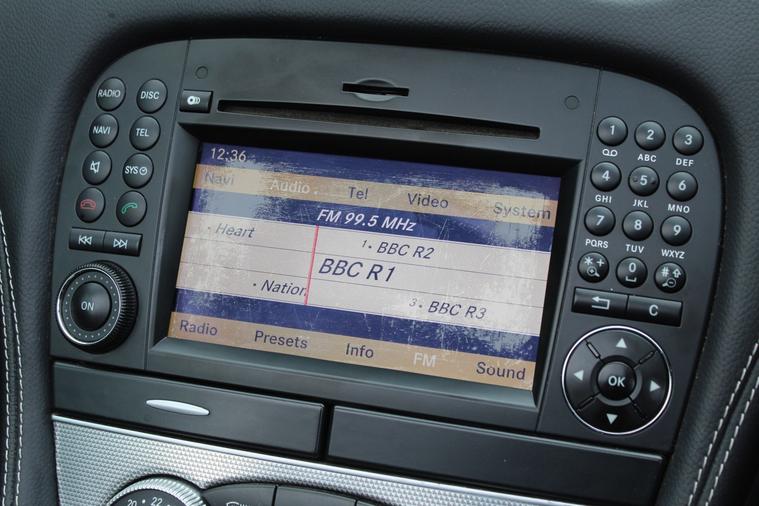 RADIO DISC
NAVI TEL
SYS
ON
12:36
Navi Audio Tel Video System
FM 99.5 MHz
· Heart 1· BBC R2
BBC R1
· Nation 3· BBC R3
Radio Presets Info FM Sound
1 2 3
ABC DEF
4 5 6
GHI JKL MNO
7 8 9
PQRS TUV WXYZ
*+ 0 #
C
OK
20 22